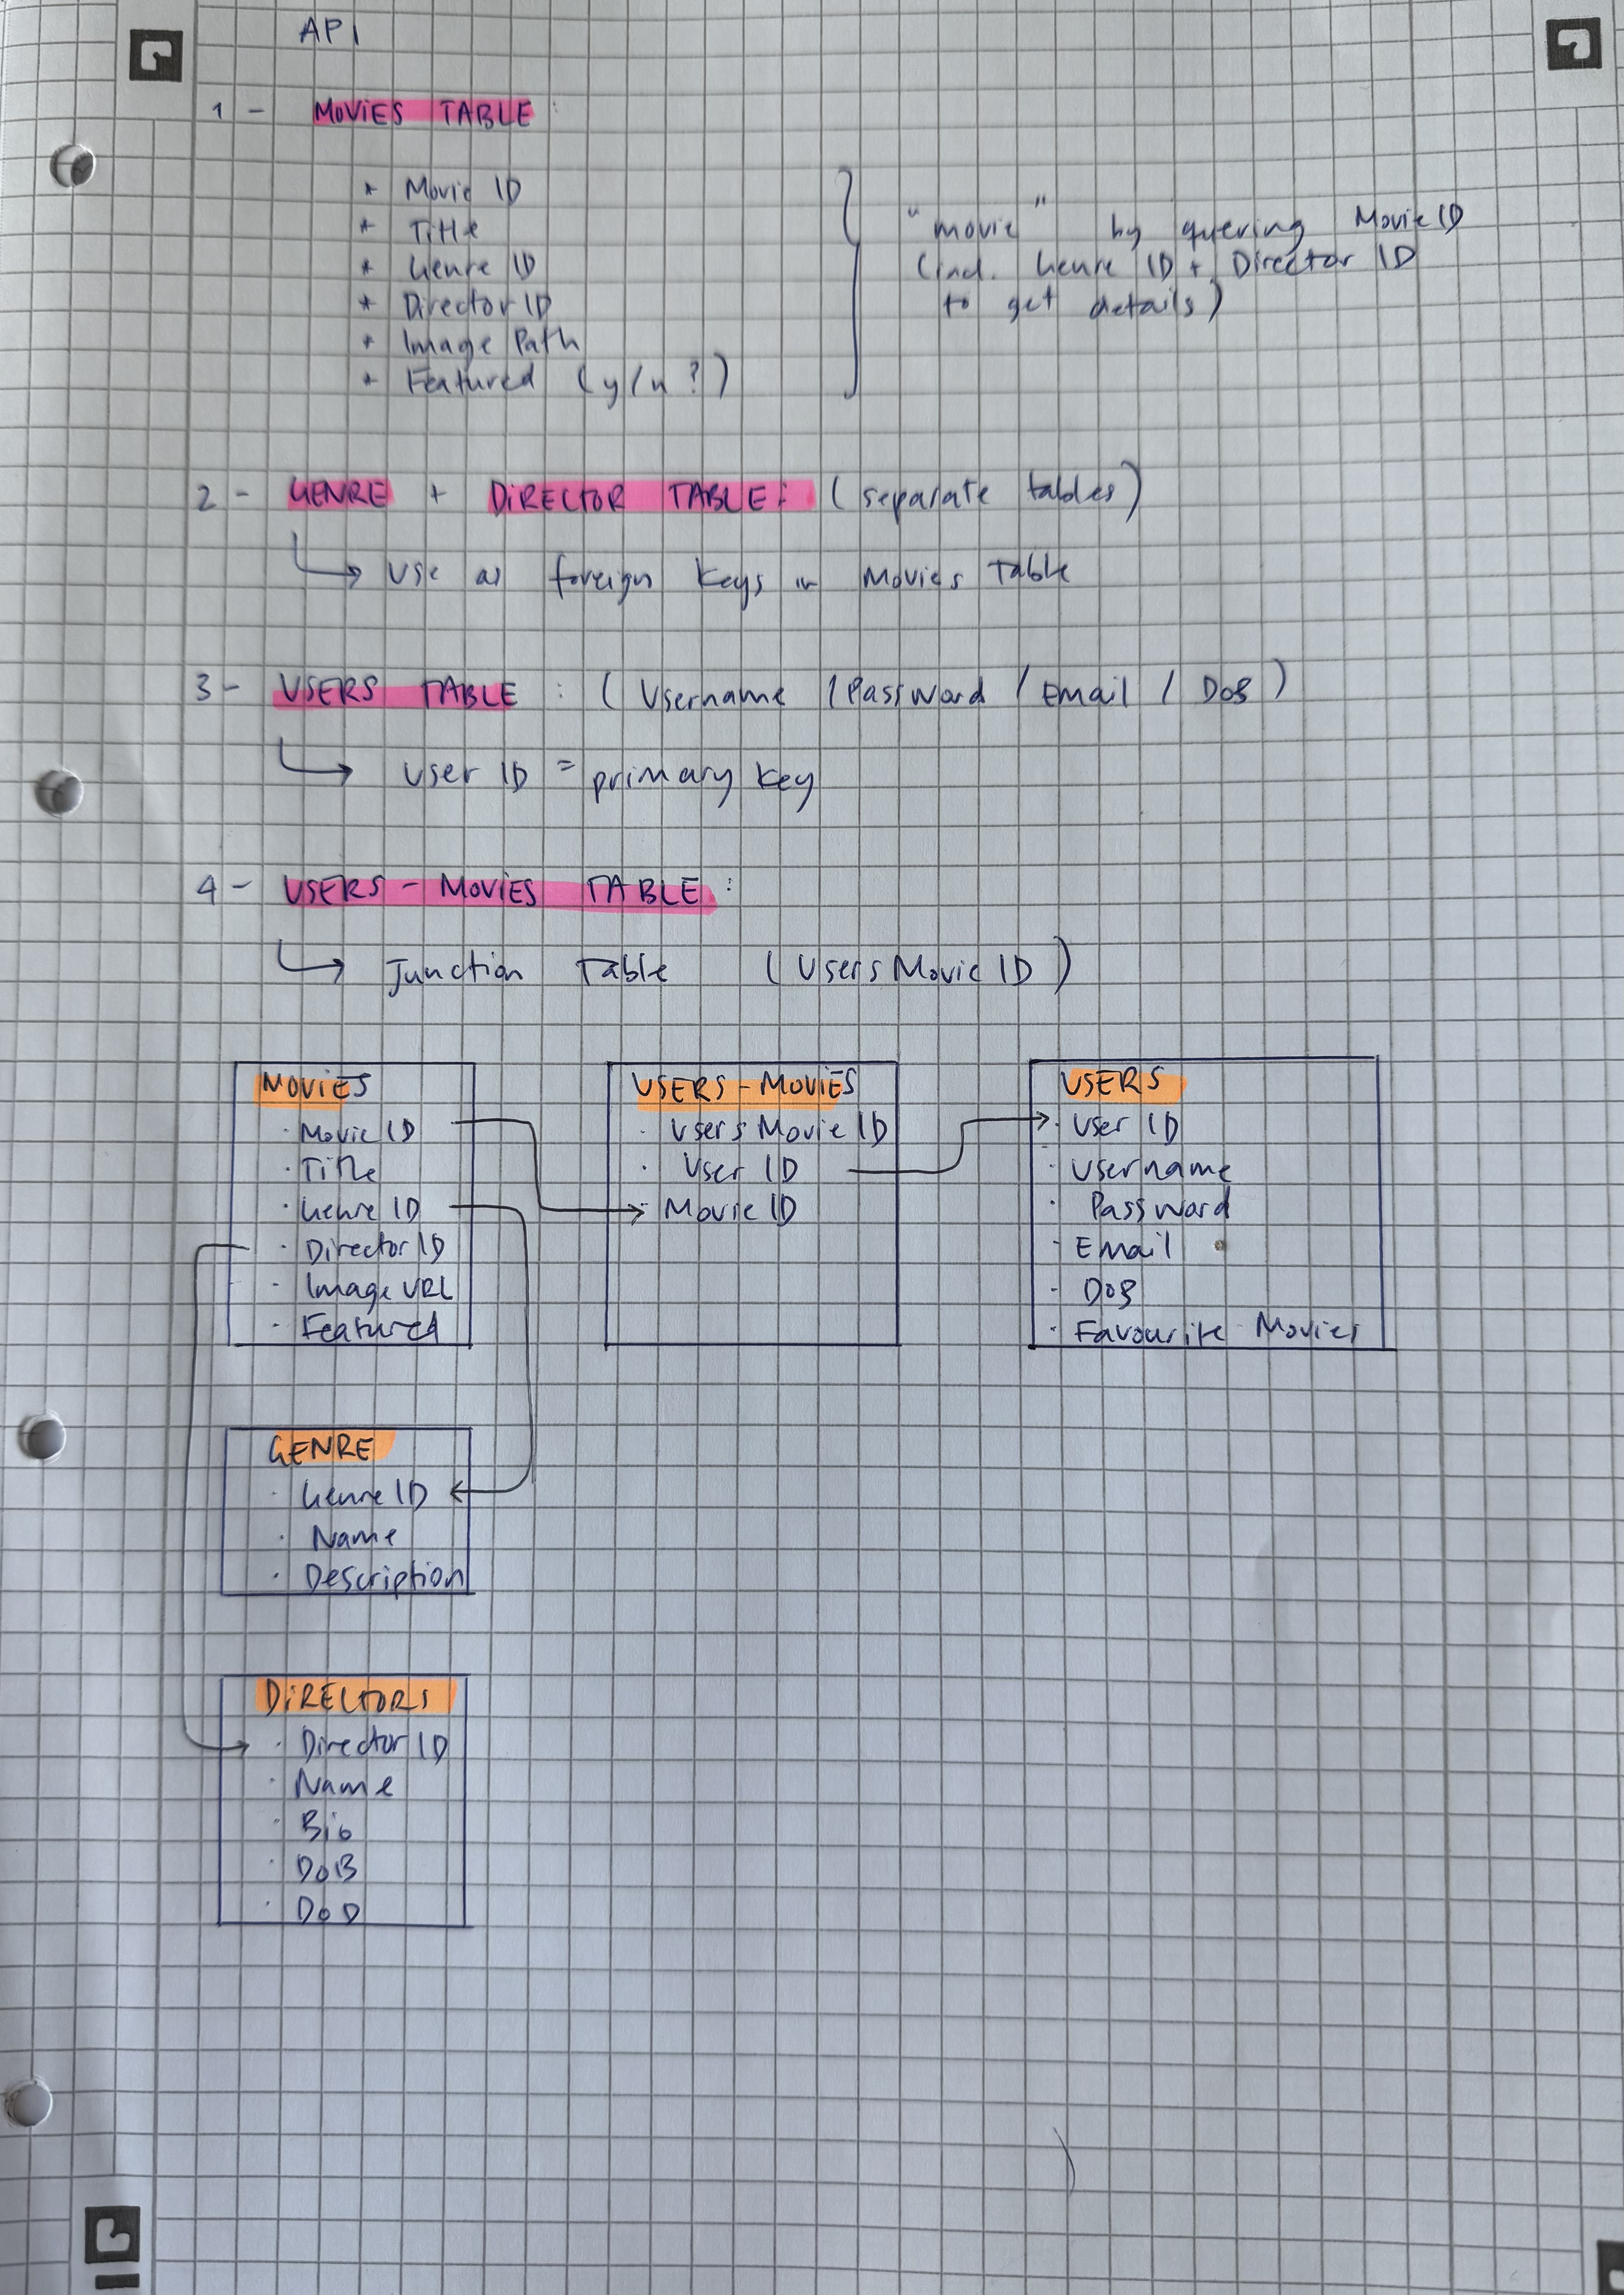 API
1 - MOVIES TABLE :
* Movie ID
* Title
* Genre ID
* Director ID
* Image Path
* Featured (y/n?)
"movie" by quering Movie ID
(incl. Genre ID + Director ID
to get details)
2 - GENRE + DIRECTOR TABLE: (separate tables)
↳ Use as foreign keys in Movies Table
3 - USERS TABLE : (Username / Password / Email / DoB)
↳ User ID = primary key
4 - USERS - MOVIES TABLE :
↳ Junction Table (UsersMovie ID)
MOVIES
· Movie ID
· Title
· Genre ID
· Director ID
· Image URL
· Featured
USERS - MOVIES
· UsersMovie ID
· User ID
· Movie ID
USERS
· User ID
· Username
· Password
· Email
· DoB
· Favourite Movies
GENRE
· Genre ID
· Name
· Description
DIRECTORS
· Director ID
· Name
· Bio
· DoB
· DoD